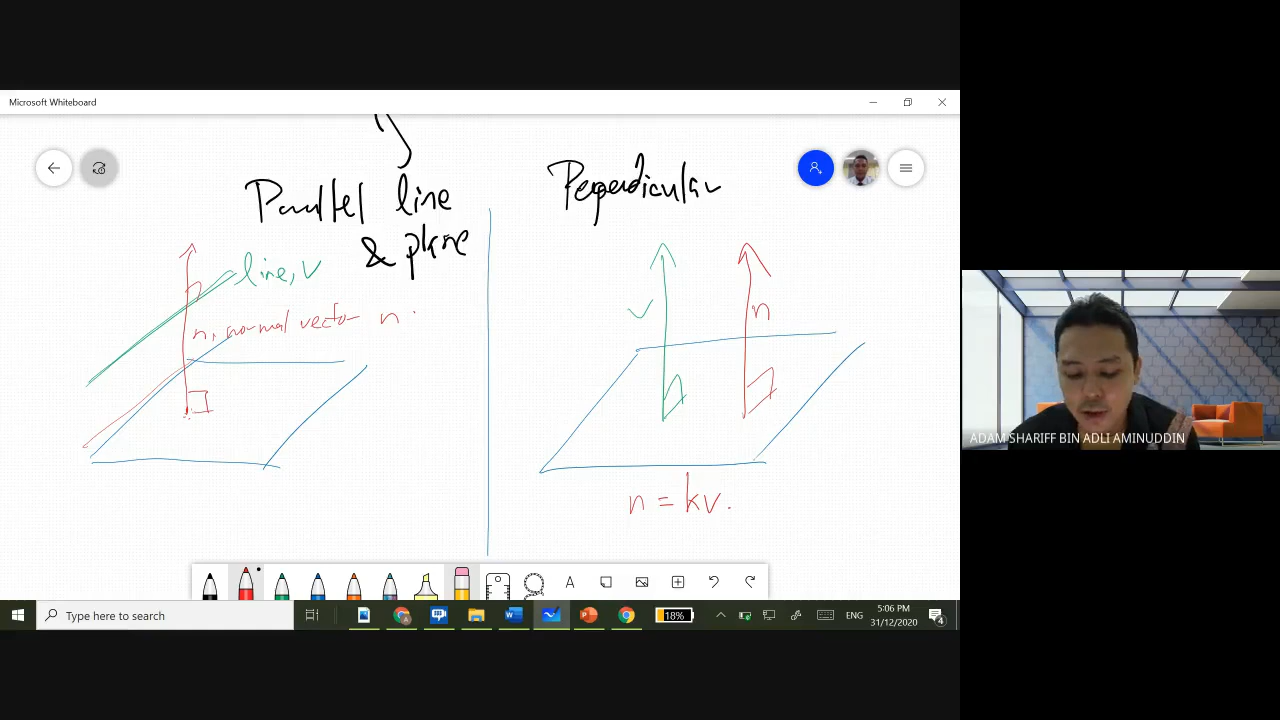 Microsoft Whiteboard
Parallel line
& plane
Perpendicular
line, v
n, normal vector n.
v
n
n = kv.
ADAM SHARIFF BIN ADLI AMINUDDIN
A
Type here to search
18%
ENG
5:06 PM
31/12/2020
4